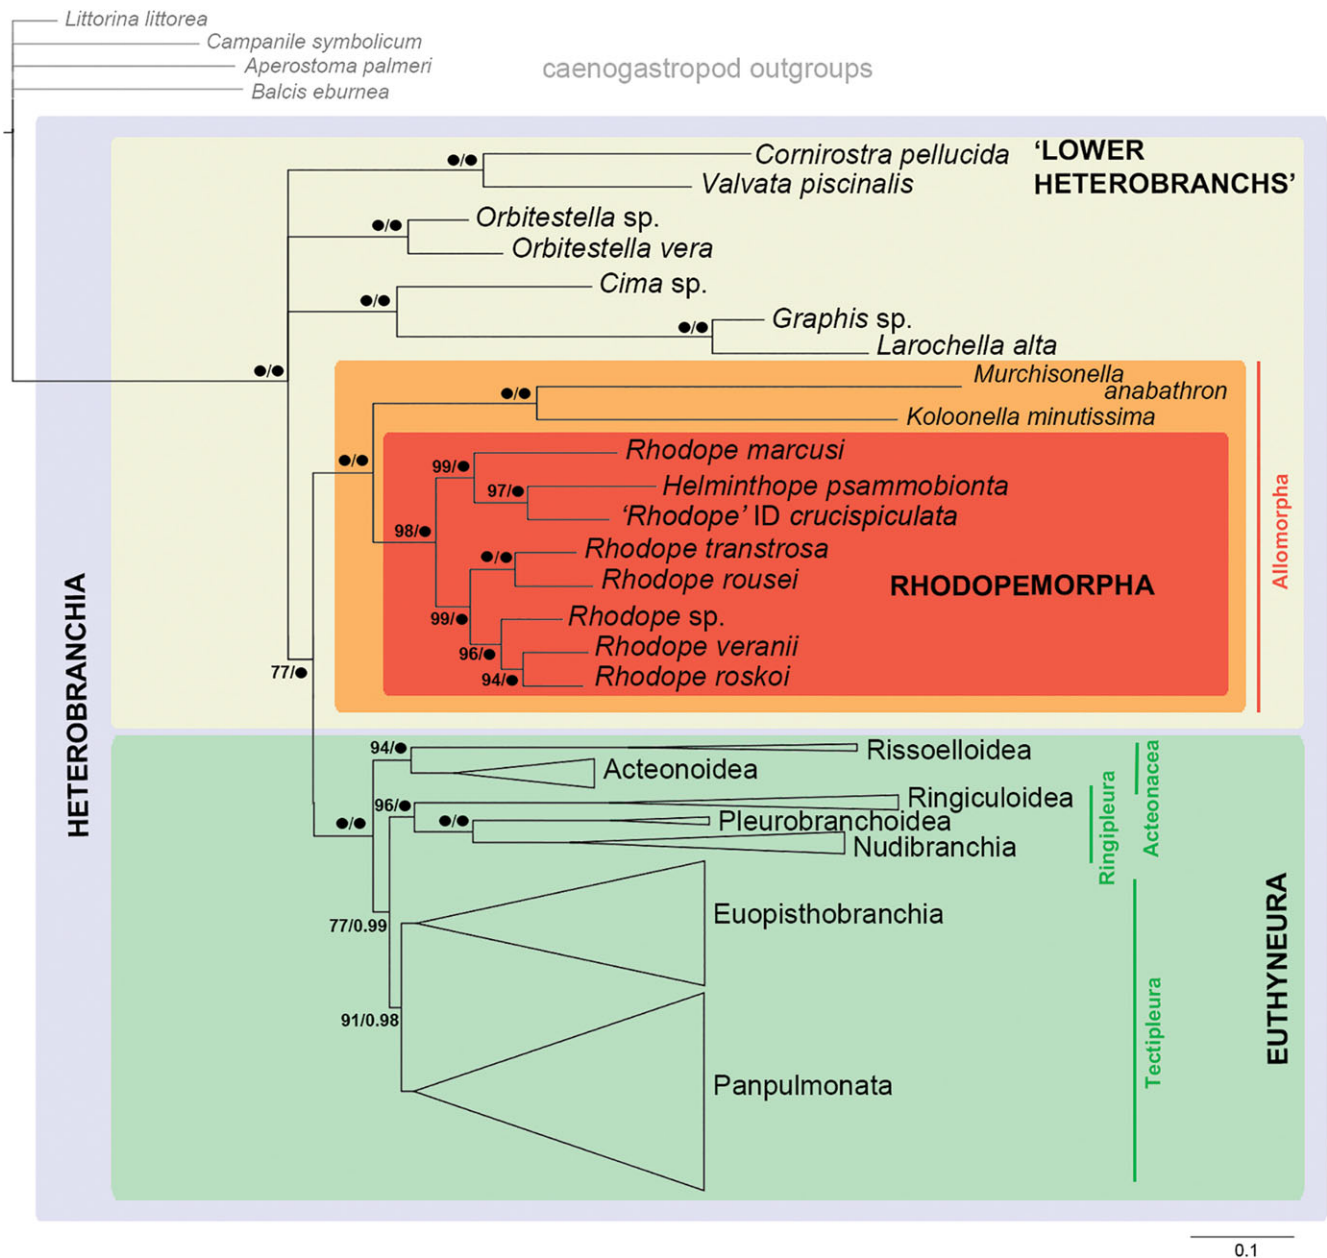 Littorina littorea
Campanile symbolicum
Aperostoma palmeri
Balcis eburnea
caenogastropod outgroups
●/●
Cornirostra pellucida
'LOWER
HETEROBRANCHS'
Valvata piscinalis
●/●
Orbitestella sp.
Orbitestella vera
●/●
Cima sp.
●/●
Graphis sp.
Larochella alta
●/●
Murchisonella
anabathron
●/●
Koloonella minutissima
●/●
99/●
Rhodope marcusi
97/●
Helminthope psammobionta
'Rhodope' ID crucispiculata
98/●
●/●
Rhodope transtrosa
Rhodope rousei
RHODOPEMORPHA
99/●
Rhodope sp.
96/●
Rhodope veranii
94/●
Rhodope roskoi
Allomorpha
77/●
HETEROBRANCHIA
94/●
Rissoelloidea
Acteonoidea
Acteonacea
96/●
Ringiculoidea
●/●
●/●
Pleurobranchoidea
Nudibranchia
Ringipleura
77/0.99
Euopisthobranchia
91/0.98
Panpulmonata
Tectipleura
EUTHYNEURA
0.1